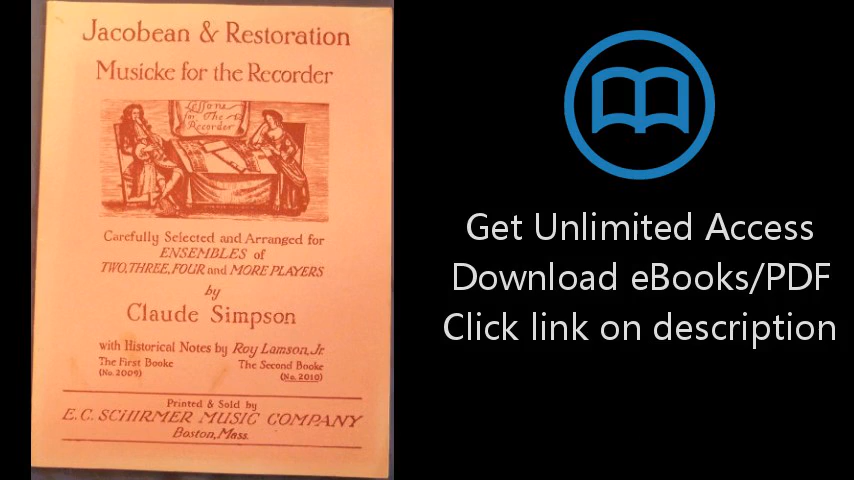 Jacobean & Restoration
Musicke for the Recorder
Lessons
for The
Recorder
Carefully Selected and Arranged for
ENSEMBLES of
TWO, THREE, FOUR and MORE PLAYERS
by
Claude Simpson
with Historical Notes by Roy Lamson, Jr.
The First Booke
(No. 2009)
The Second Booke
(No. 2010)
Printed & Sold by
E. C. SCHIRMER MUSIC COMPANY
Boston, Mass.
Get Unlimited Access
Download eBooks/PDF
Click link on description